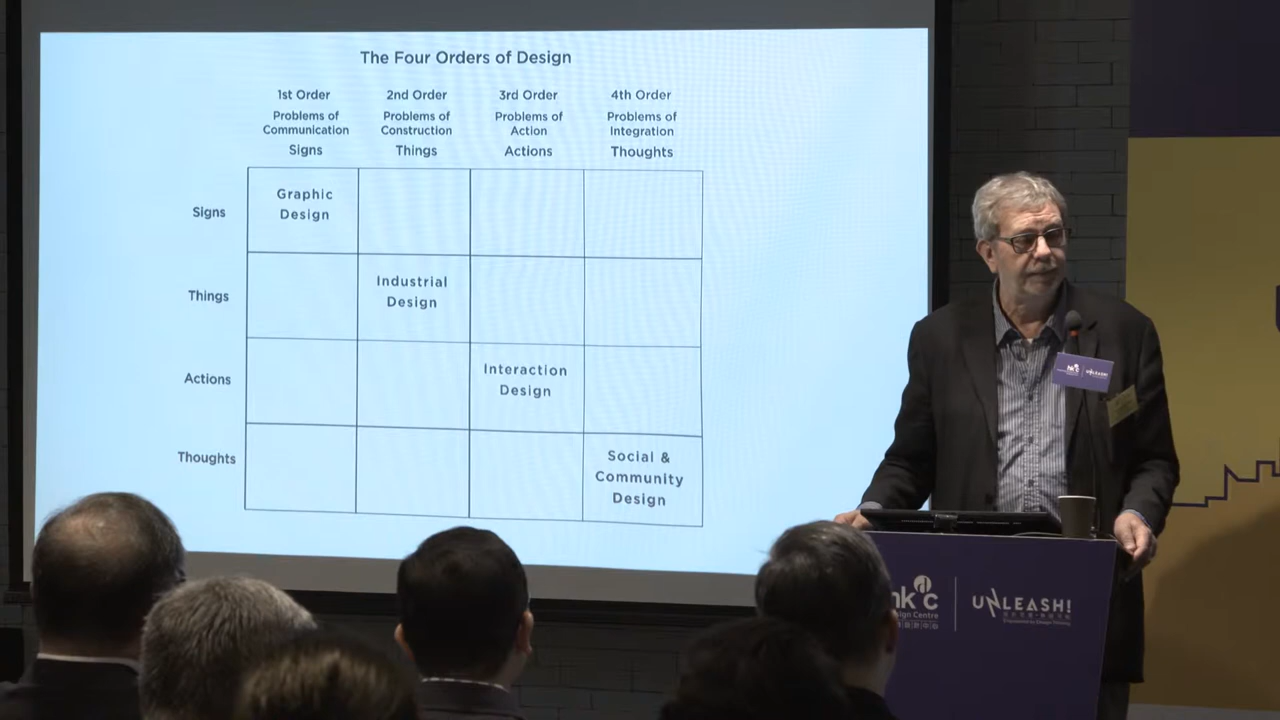 The Four Orders of Design
1st Order
2nd Order
3rd Order
4th Order
Problems of
Communication
Problems of
Construction
Problems of
Action
Problems of
Integration
Signs
Things
Actions
Thoughts
Signs
Graphic
Design
Things
Industrial
Design
Actions
Interaction
Design
Thoughts
Social &
Community
Design
UNLEASH!
UNLEASH!